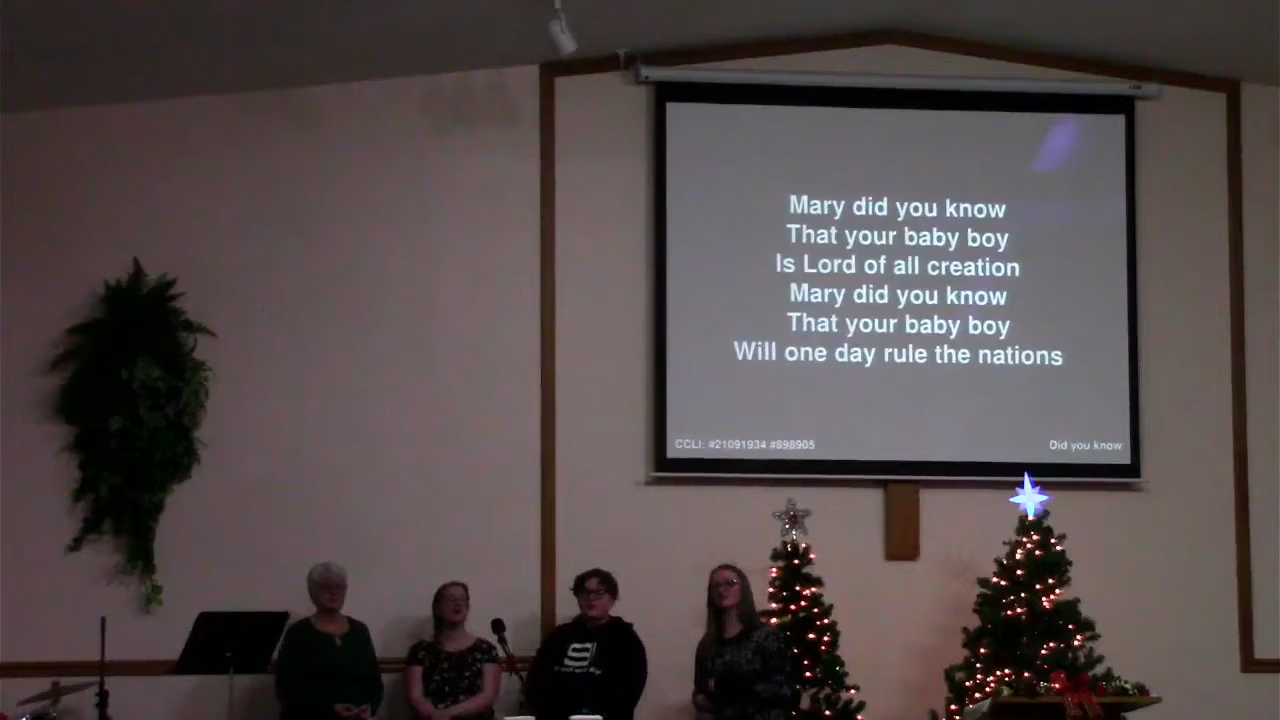 Mary did you know
That your baby boy
Is Lord of all creation
Mary did you know
That your baby boy
Will one day rule the nations
CCLI: #21091934 #898905
Did you know